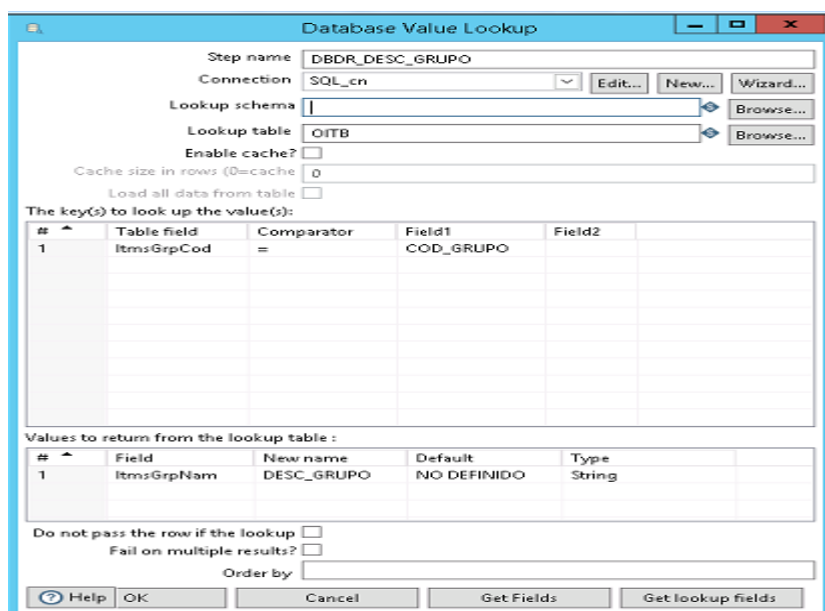 Database Value Lookup
Step name DBDR_DESC_GRUPO
Connection SQL_cn Edit... New... Wizard...
Lookup schema Browse...
Lookup table OITB Browse...
Enable cache?
Cache size in rows (0=cache 0
Load all data from table
The key(s) to look up the value(s):
# Table field Comparator Field1 Field2
1 ItmsGrpCod = COD_GRUPO
Values to return from the lookup table :
# Field New name Default Type
1 ItmsGrpNam DESC_GRUPO NO DEFINIDO String
Do not pass the row if the lookup
Fail on multiple results?
Order by
Help OK Cancel Get Fields Get lookup fields